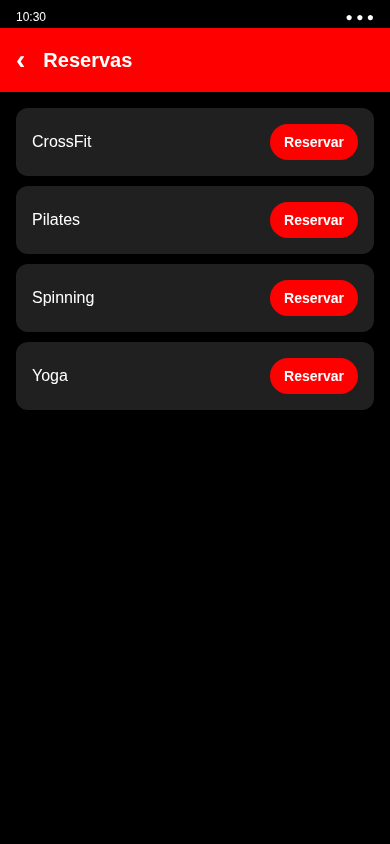 10:30
‹ Reservas
CrossFit Reservar
Pilates Reservar
Spinning Reservar
Yoga Reservar